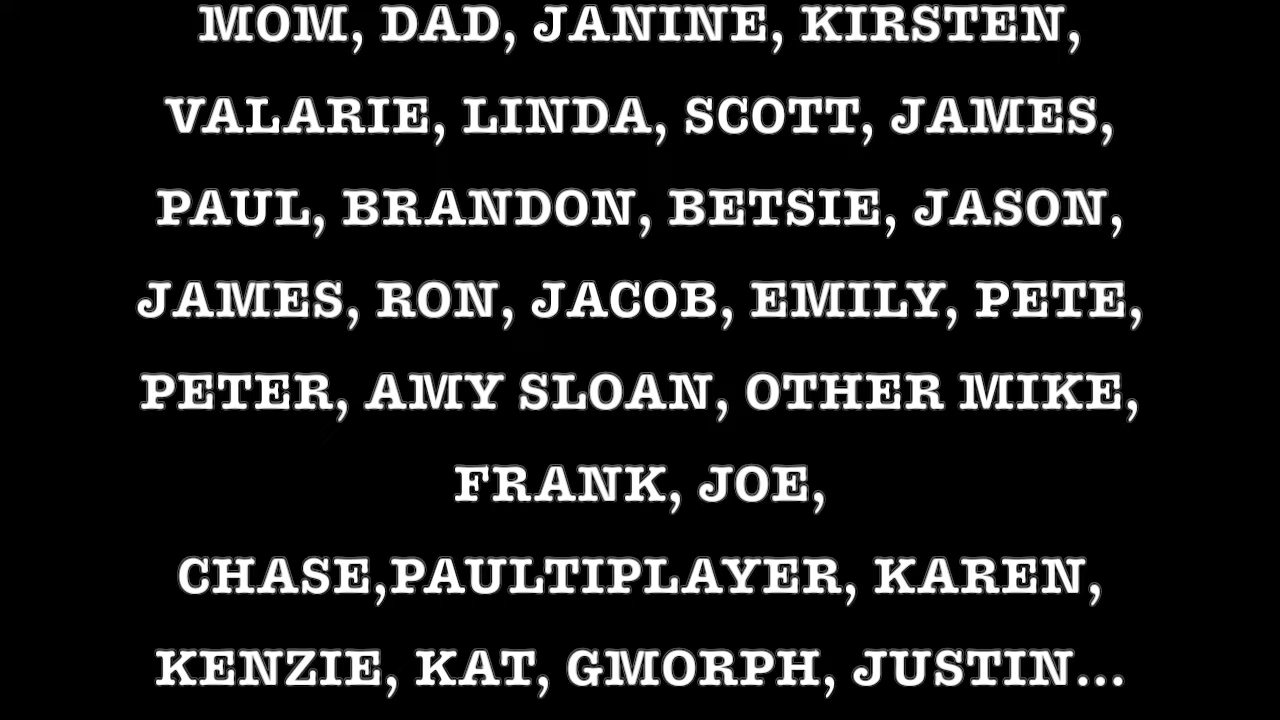 MOM, DAD, JANINE, KIRSTEN,
VALARIE, LINDA, SCOTT, JAMES,
PAUL, BRANDON, BETSIE, JASON,
JAMES, RON, JACOB, EMILY, PETE,
PETER, AMY SLOAN, OTHER MIKE,
FRANK, JOE,
CHASE,PAULTIPLAYER, KAREN,
KENZIE, KAT, GMORPH, JUSTIN...